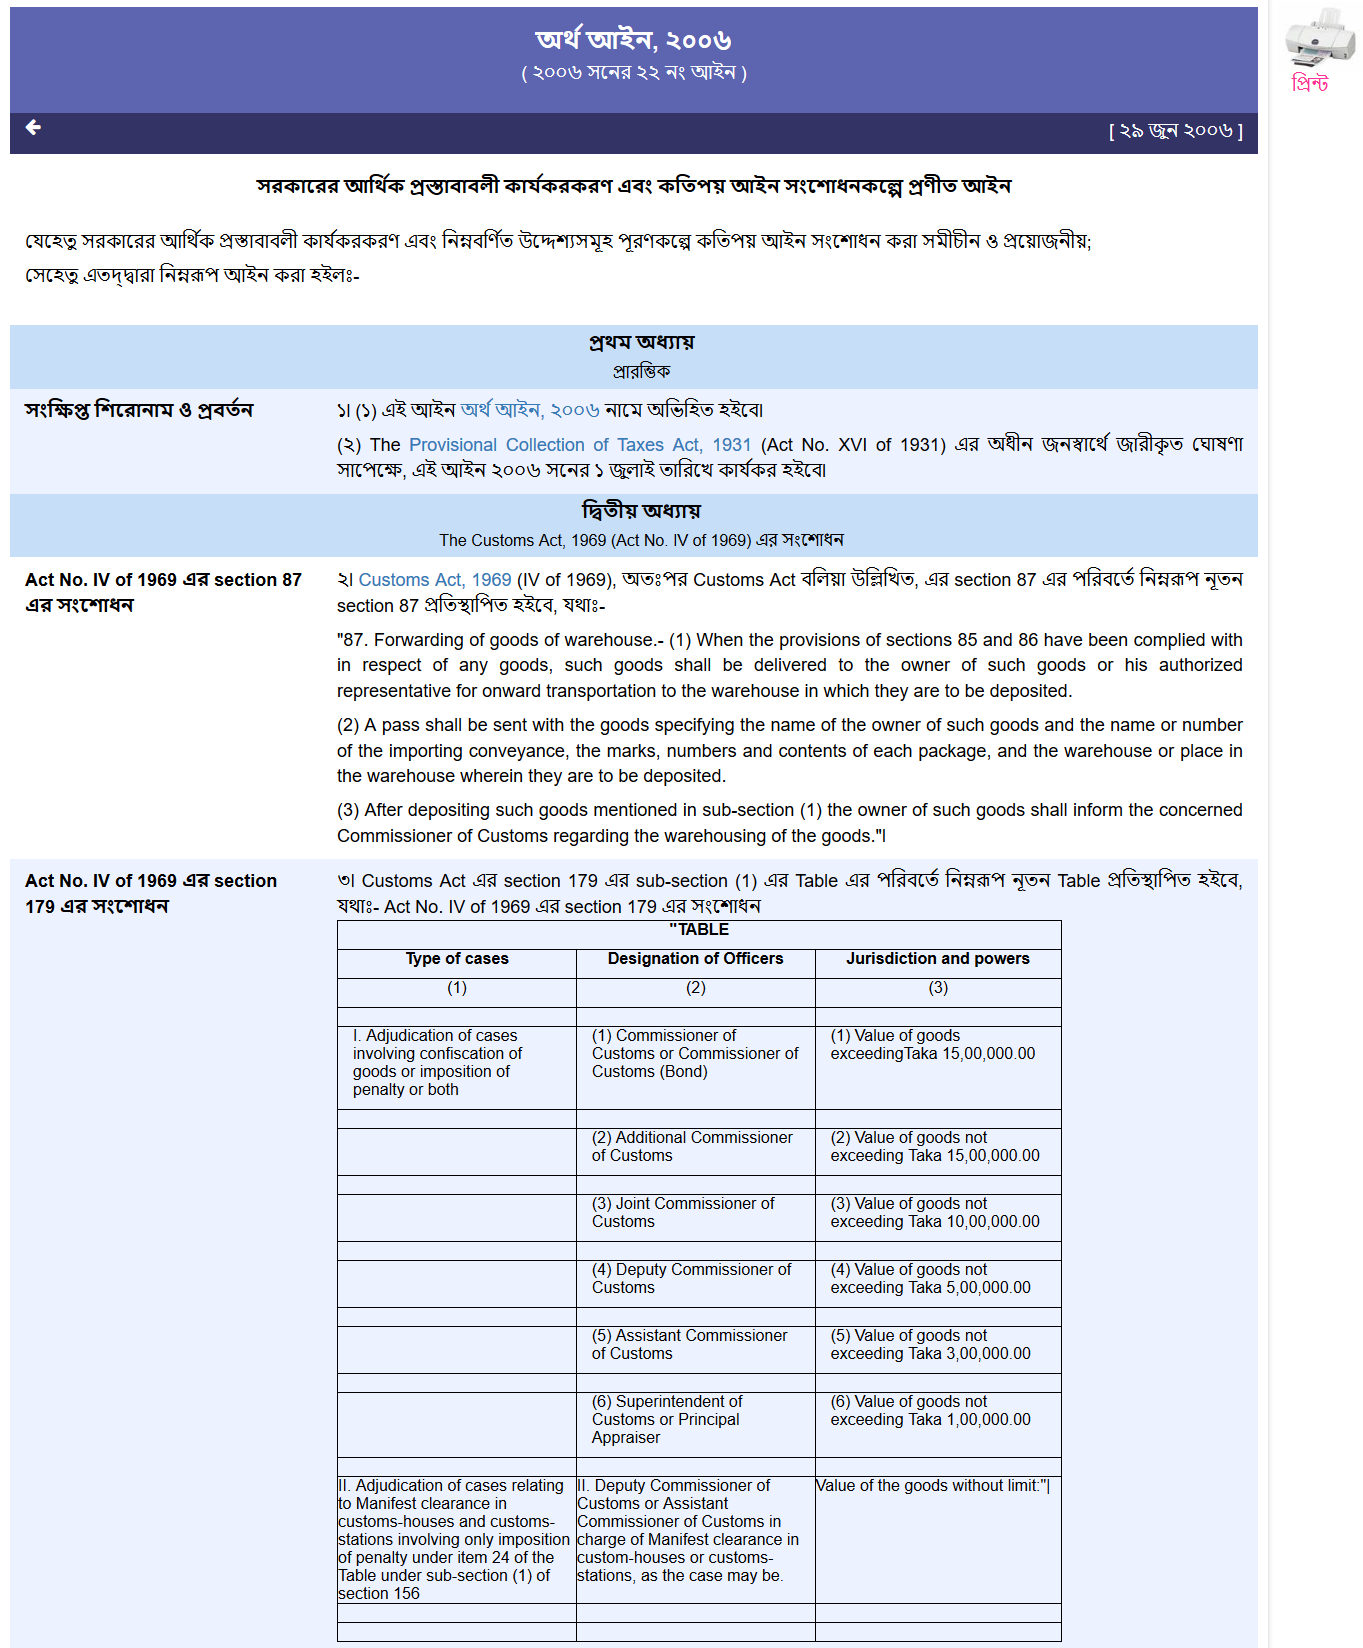 অর্থ আইন, ২০০৬
( ২০০৬ সনের ২২ নং আইন )
প্রিন্ট
[ ২৯ জুন ২০০৬ ]
সরকারের আর্থিক প্রস্তাবাবলী কার্যকরকরণ এবং কতিপয় আইন সংশোধনকল্পে প্রণীত আইন
যেহেতু সরকারের আর্থিক প্রস্তাবাবলী কার্যকরকরণ এবং নিম্নবর্ণিত উদ্দেশ্যসমূহ পূরণকল্পে কতিপয় আইন সংশোধন করা সমীচীন ও প্রয়োজনীয়;
সেহেতু এতদ্দ্বারা নিম্নরূপ আইন করা হইলঃ-
প্রথম অধ্যায়
প্রারম্ভিক
সংক্ষিপ্ত শিরোনাম ও প্রবর্তন
১৷ (১) এই আইন অর্থ আইন, ২০০৬ নামে অভিহিত হইবে৷
(২) The Provisional Collection of Taxes Act, 1931 (Act No. XVI of 1931) এর অধীন জনস্বার্থে জারীকৃত ঘোষণা
সাপেক্ষে, এই আইন ২০০৬ সনের ১ জুলাই তারিখে কার্যকর হইবে৷
দ্বিতীয় অধ্যায়
The Customs Act, 1969 (Act No. IV of 1969) এর সংশোধন
Act No. IV of 1969 এর section 87
এর সংশোধন
২৷ Customs Act, 1969 (IV of 1969), অতঃপর Customs Act বলিয়া উল্লিখিত, এর section 87 এর পরিবর্তে নিম্নরূপ নূতন
section 87 প্রতিস্থাপিত হইবে, যথাঃ-
"87. Forwarding of goods of warehouse.- (1) When the provisions of sections 85 and 86 have been complied with
in respect of any goods, such goods shall be delivered to the owner of such goods or his authorized
representative for onward transportation to the warehouse in which they are to be deposited.
(2) A pass shall be sent with the goods specifying the name of the owner of such goods and the name or number
of the importing conveyance, the marks, numbers and contents of each package, and the warehouse or place in
the warehouse wherein they are to be deposited.
(3) After depositing such goods mentioned in sub-section (1) the owner of such goods shall inform the concerned
Commissioner of Customs regarding the warehousing of the goods."৷
Act No. IV of 1969 এর section
179 এর সংশোধন
৩৷ Customs Act এর section 179 এর sub-section (1) এর Table এর পরিবর্তে নিম্নরূপ নূতন Table প্রতিস্থাপিত হইবে,
যথাঃ- Act No. IV of 1969 এর section 179 এর সংশোধন
"TABLE
Type of cases
Designation of Officers
Jurisdiction and powers
(1)
(2)
(3)
I. Adjudication of cases
involving confiscation of
goods or imposition of
penalty or both
(1) Commissioner of
Customs or Commissioner of
Customs (Bond)
(1) Value of goods
exceedingTaka 15,00,000.00
(2) Additional Commissioner
of Customs
(2) Value of goods not
exceeding Taka 15,00,000.00
(3) Joint Commissioner of
Customs
(3) Value of goods not
exceeding Taka 10,00,000.00
(4) Deputy Commissioner of
Customs
(4) Value of goods not
exceeding Taka 5,00,000.00
(5) Assistant Commissioner
of Customs
(5) Value of goods not
exceeding Taka 3,00,000.00
(6) Superintendent of
Customs or Principal
Appraiser
(6) Value of goods not
exceeding Taka 1,00,000.00
II. Adjudication of cases relating
to Manifest clearance in
customs-houses and customs-
stations involving only imposition
of penalty under item 24 of the
Table under sub-section (1) of
section 156
II. Deputy Commissioner of
Customs or Assistant
Commissioner of Customs in
charge of Manifest clearance in
custom-houses or customs-
stations, as the case may be.
Value of the goods without limit:"|